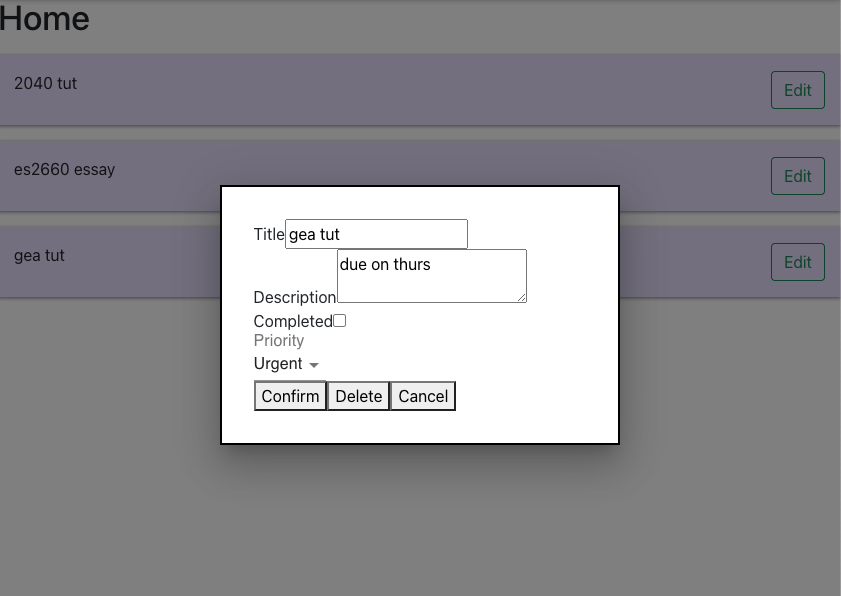 Home
2040 tut
Edit
es2660 essay
Edit
gea tut
Edit
Title gea tut
Description due on thurs
Completed
Priority
Urgent
Confirm Delete Cancel